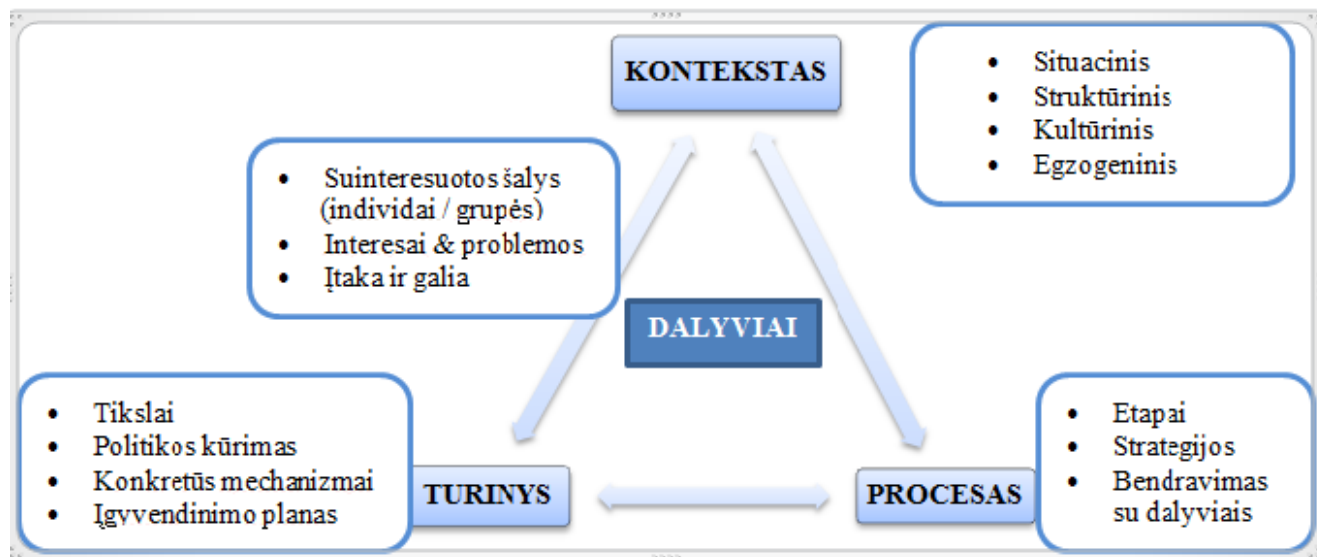 KONTEKSTAS
• Situacinis
• Struktūrinis
• Kultūrinis
• Egzogeninis
• Suinteresuotos šalys
(individai / grupės)
• Interesai & problemos
• Įtaka ir galia
DALYVIAI
• Tikslai
• Politikos kūrimas
• Konkretūs mechanizmai
• Įgyvendinimo planas
TURINYS
PROCESAS
• Etapai
• Strategijos
• Bendravimas
su dalyviais